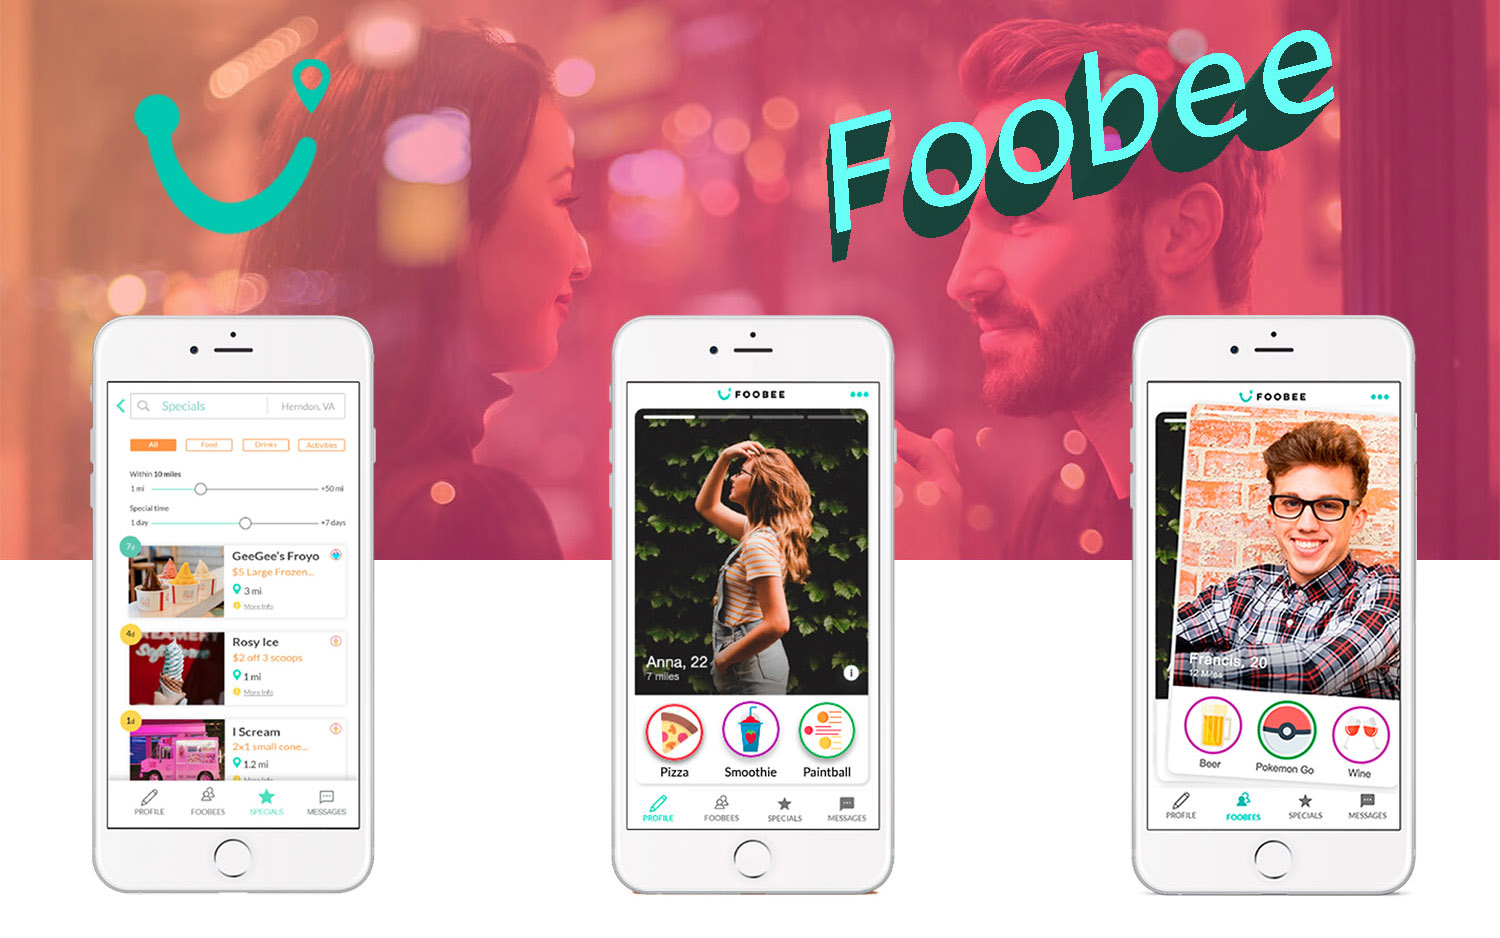 Foobee
Specials
Herndon, VA
All
Food
Drinks
Activities
Within 10 miles
1 mi
+50 mi
Special time
1 day
+7 days
7d
GeeGee's Froyo
$5 Large Frozen...
3 mi
More Info
4d
Rosy Ice
$2 off 3 scoops
1 mi
More Info
1d
I Scream
2x1 small cone...
1.2 mi
More Info
PROFILE
FOOBEES
SPECIALS
MESSAGES
FOOBEE
Anna, 22
7 miles
i
Pizza
Smoothie
Paintball
PROFILE
FOOBEES
SPECIALS
MESSAGES
FOOBEE
Francis, 20
12 Miles
Beer
Pokemon Go
Wine
PROFILE
FOOBEES
SPECIALS
MESSAGES